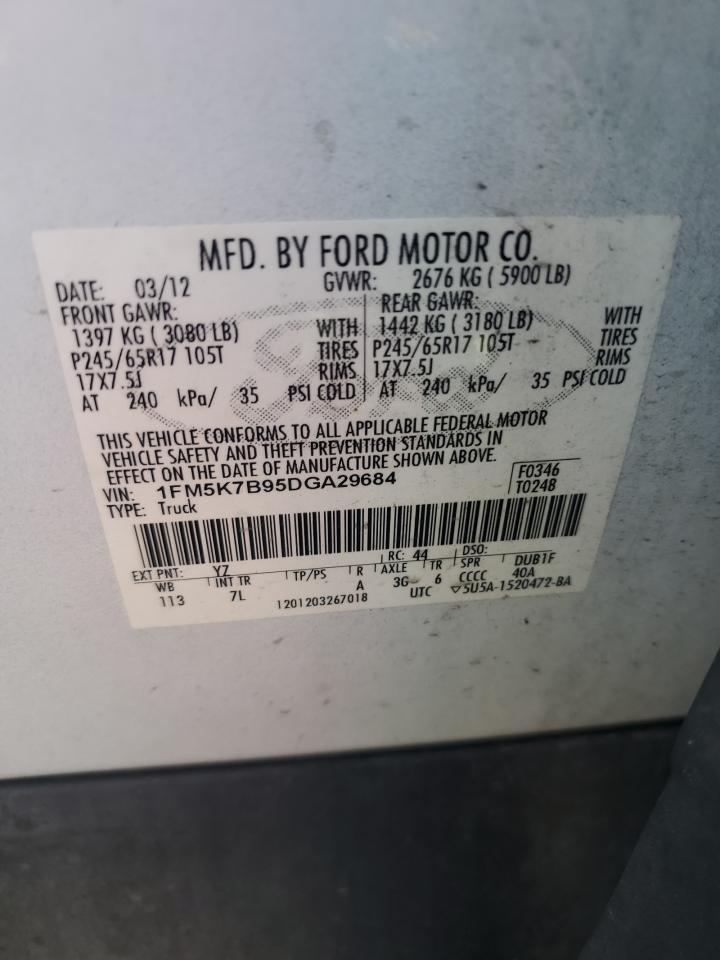 MFD. BY FORD MOTOR CO.
DATE: 03/12 GVWR: 2676 KG ( 5900 LB)
FRONT GAWR: REAR GAWR:
1397 KG ( 3080 LB) WITH 1442 KG ( 3180 LB) WITH
P245/65R17 105T TIRES P245/65R17 105T TIRES
17X7.5J RIMS 17X7.5J RIMS
AT 240 kPa/ 35 PSI COLD AT 240 kPa/ 35 PSI COLD
THIS VEHICLE CONFORMS TO ALL APPLICABLE FEDERAL MOTOR
VEHICLE SAFETY AND THEFT PREVENTION STANDARDS IN
EFFECT ON THE DATE OF MANUFACTURE SHOWN ABOVE.
VIN: 1FM5K7B95DGA29684 F0346
TYPE: Truck T0248
EXT PNT: YZ RC: 44 DSO:
WB INT TR TP/PS R AXLE TR SPR DUB1F
113 7L A 3G 6 CCCC 40A
1201203267018 UTC ▽5U5A-1520472-BA